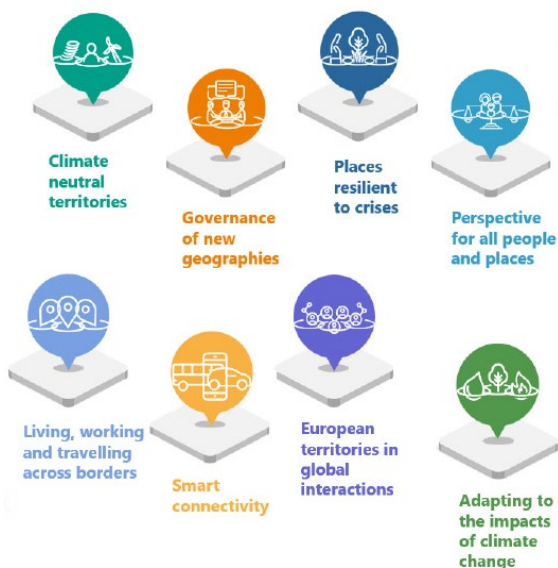 Climate
neutral
territories
Governance
of new
geographies
Places
resilient
to crises
Perspective
for all people
and places
Living, working
and travelling
across borders
Smart
connectivity
European
territories in
global
interactions
Adapting to
the impacts
of climate
change